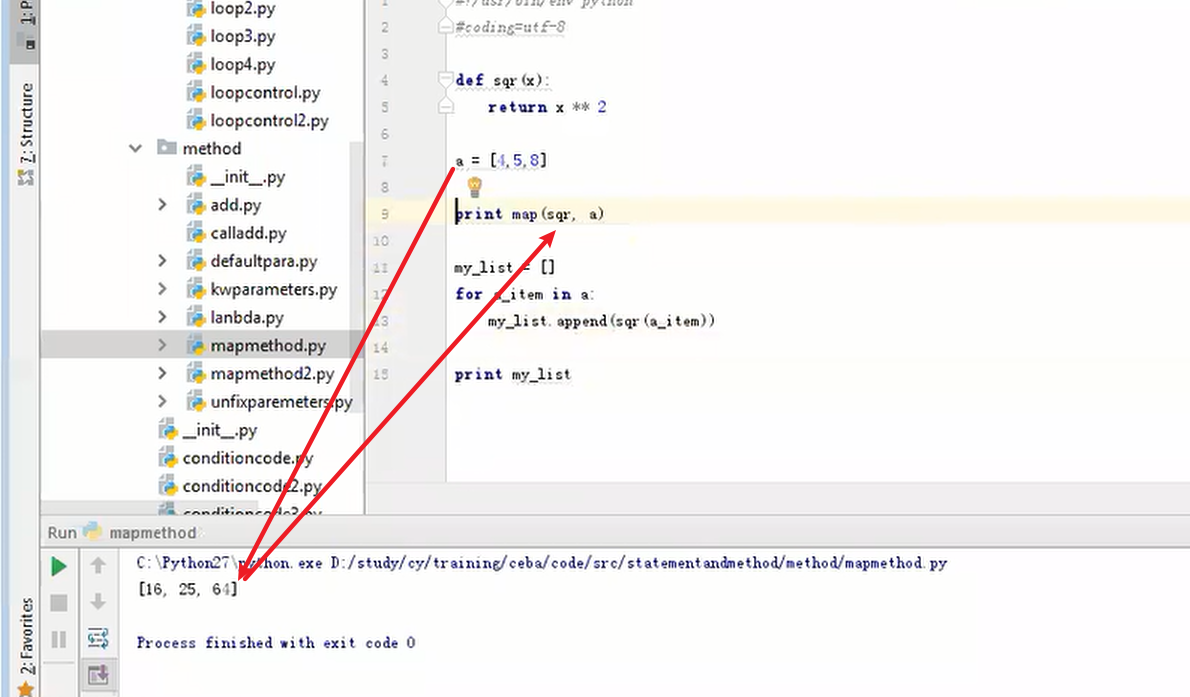 1: P
loop2.py
loop3.py
loop4.py
loopcontrol.py
loopcontrol2.py
method
__init__.py
add.py
calladd.py
defaultpara.py
kwparameters.py
lanbda.py
mapmethod.py
mapmethod2.py
unfixparemeters.py
__init__.py
conditioncode.py
conditioncode2.py
conditioncode3.py
7: Structure
1 #!/usr/bin/env python
2 #coding=utf-8
3
4 def sqr(x):
5 return x ** 2
6
7 a = [4,5,8]
8
9 print map(sqr, a)
10
11 my_list = []
12 for a_item in a:
13 my_list.append(sqr(a_item))
14
15 print my_list
Run mapmethod
C:\Python27\python.exe D:/study/cy/training/ceba/code/src/statementandmethod/method/mapmethod.py
[16, 25, 64]
Process finished with exit code 0
2: Favorites